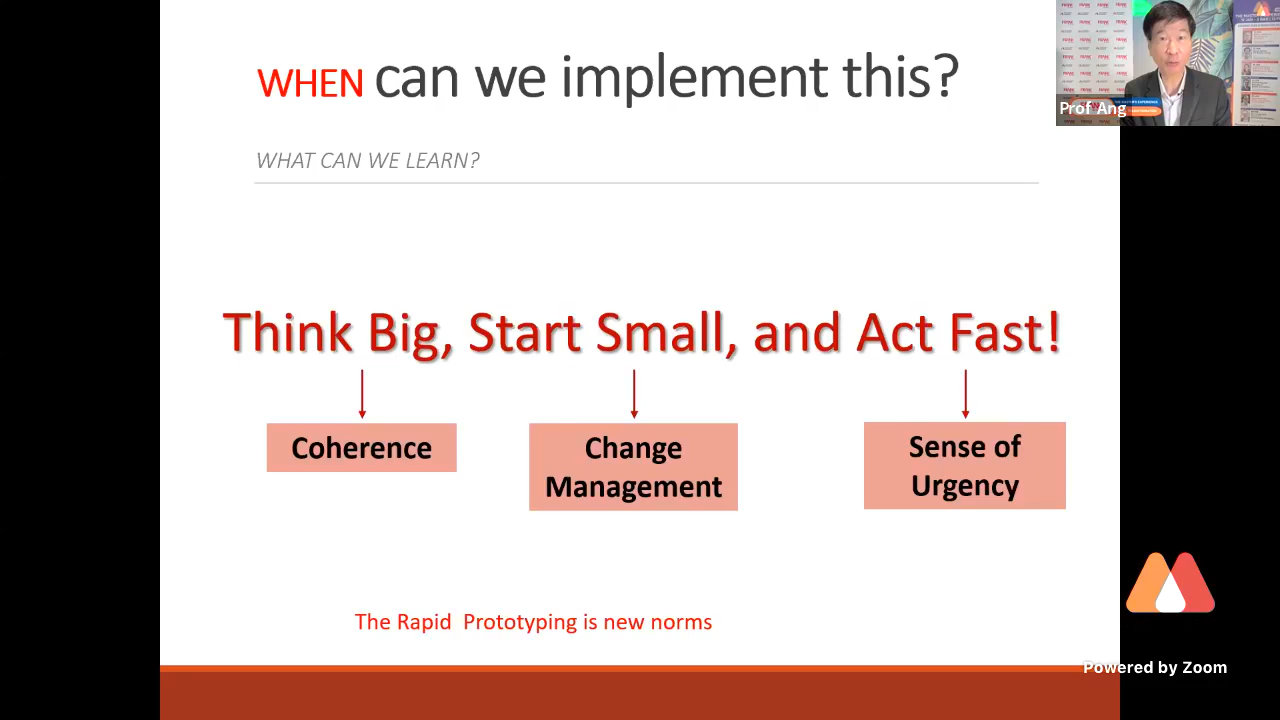 WHEN can we implement this?
WHAT CAN WE LEARN?
Think Big, Start Small, and Act Fast!
Coherence
Change
Management
Sense of
Urgency
The Rapid  Prototyping is new norms
Prof Ang
Powered by Zoom